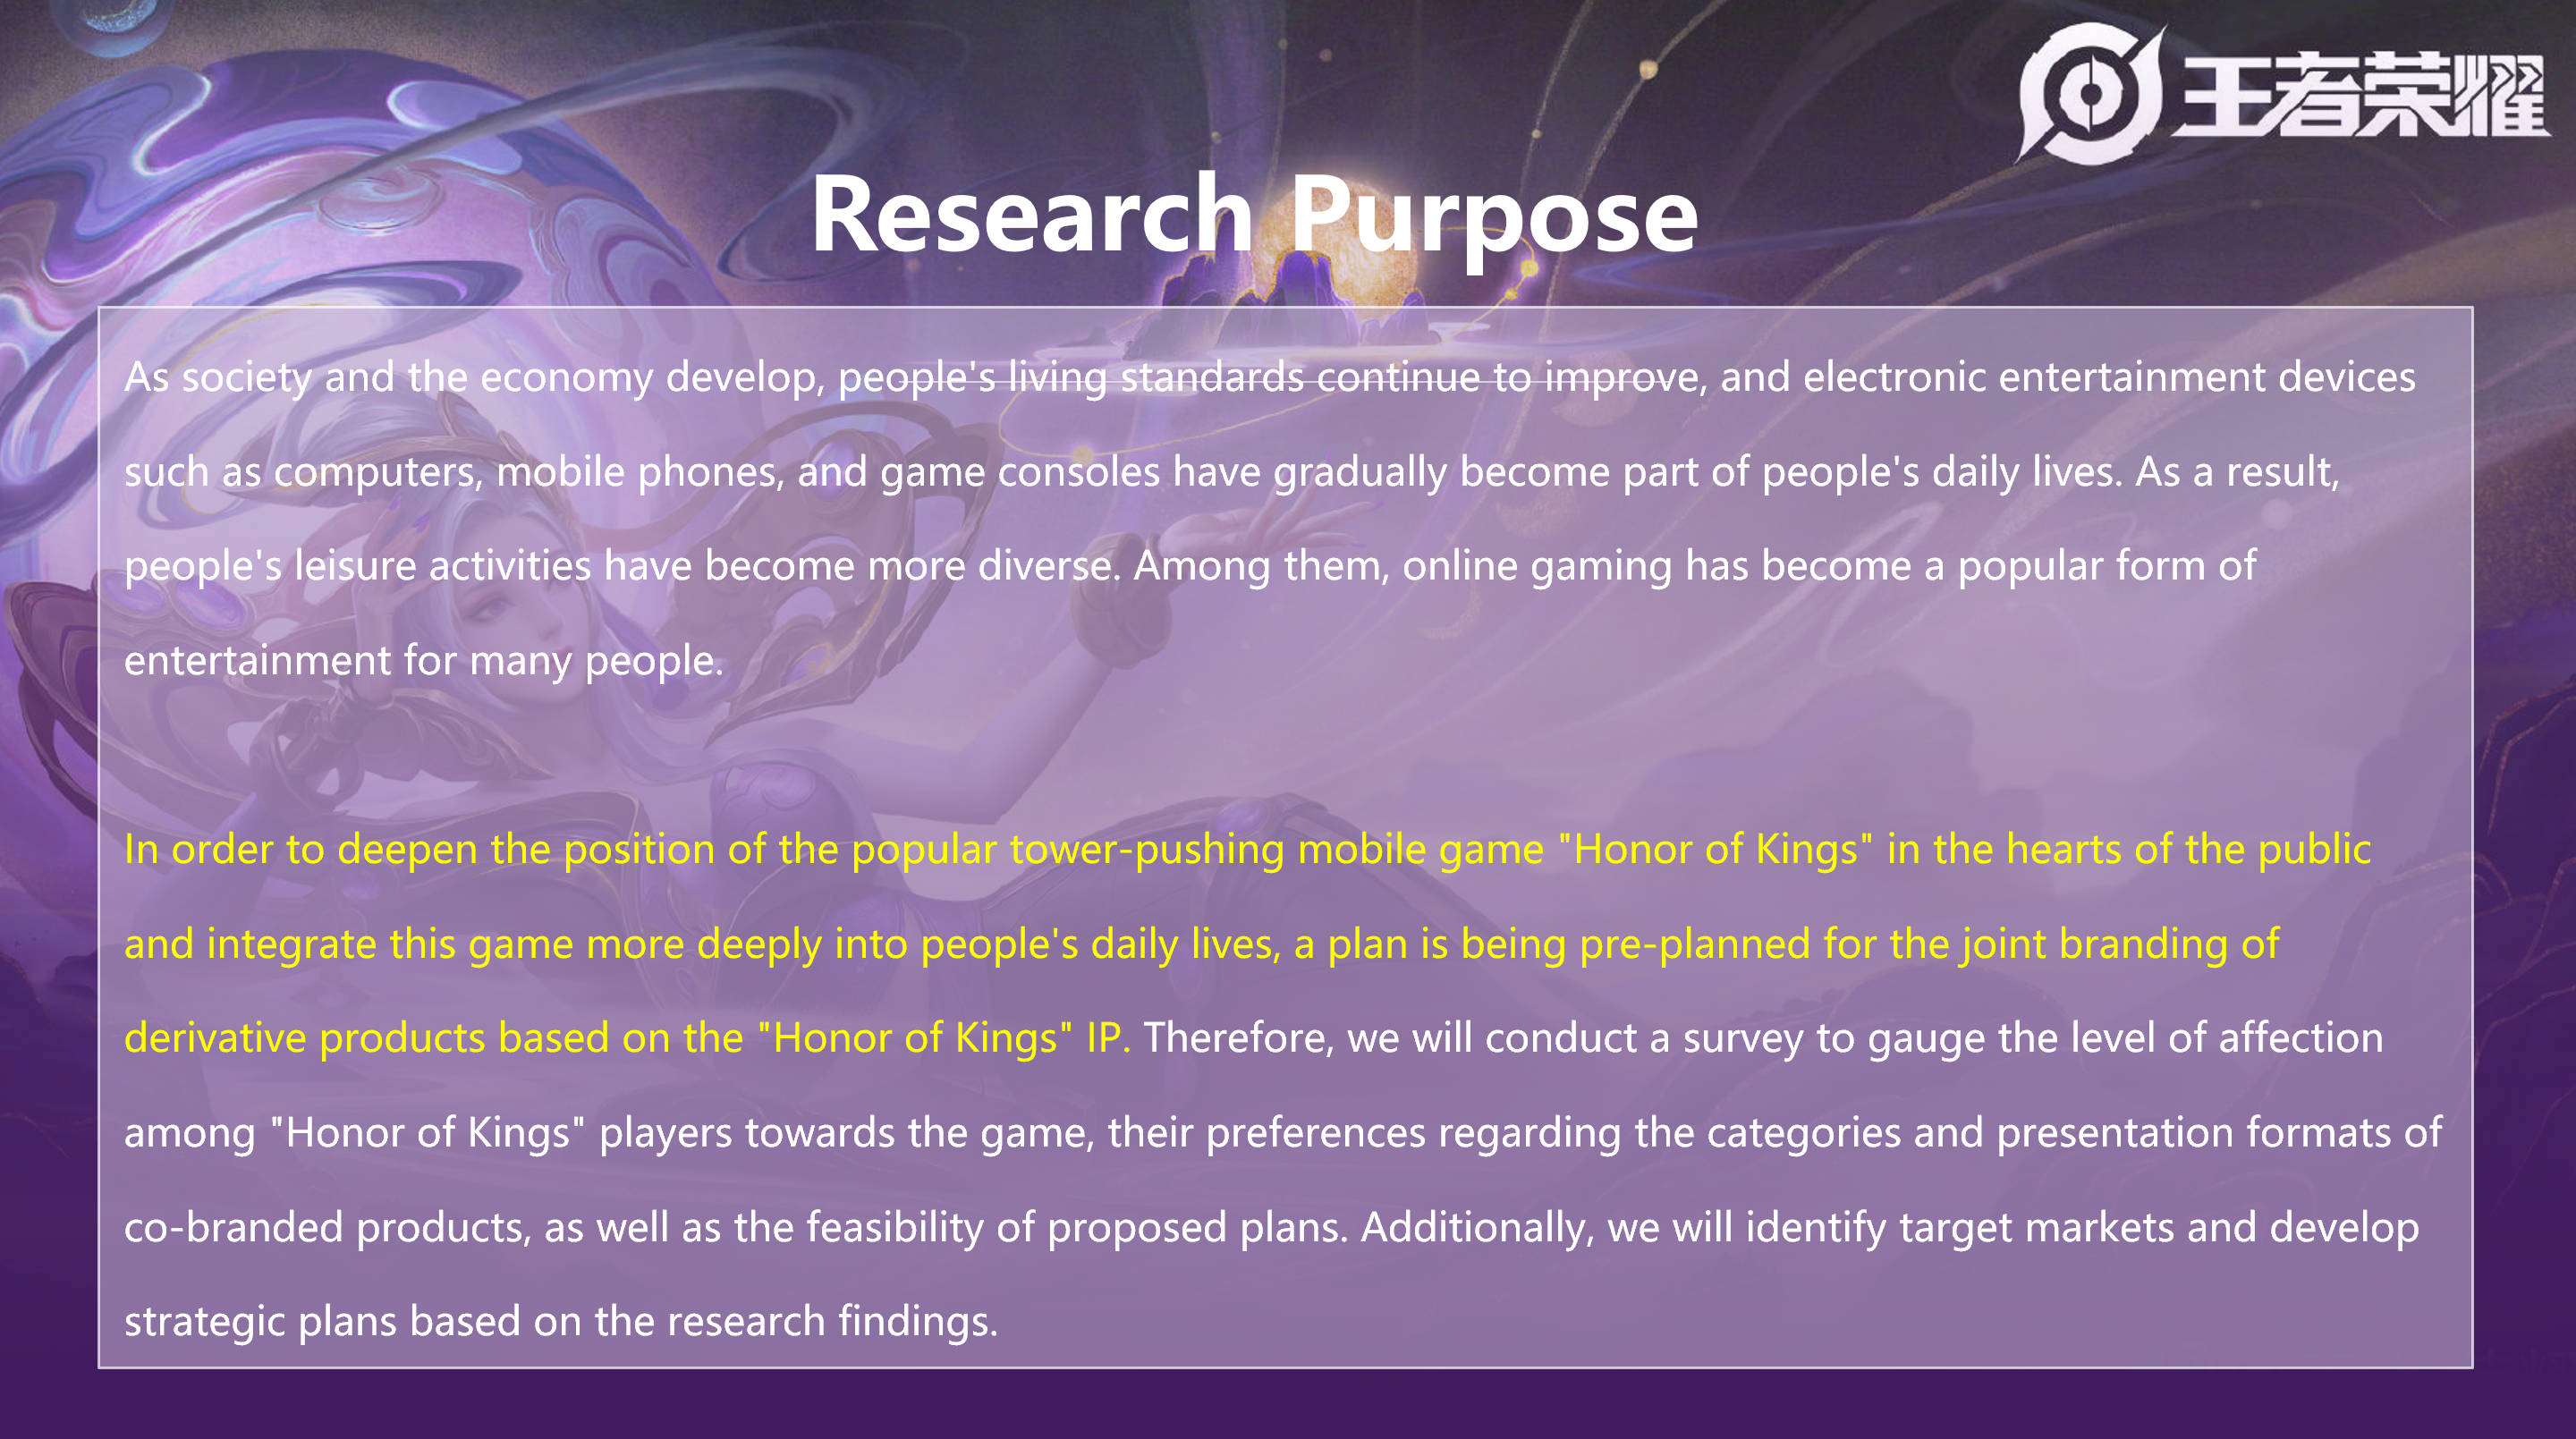 王者荣耀
Research Purpose
As society and the economy develop, people's living standards continue to improve, and electronic entertainment devices
such as computers, mobile phones, and game consoles have gradually become part of people's daily lives. As a result,
people's leisure activities have become more diverse. Among them, online gaming has become a popular form of
entertainment for many people.
In order to deepen the position of the popular tower-pushing mobile game "Honor of Kings" in the hearts of the public
and integrate this game more deeply into people's daily lives, a plan is being pre-planned for the joint branding of
derivative products based on the "Honor of Kings" IP. Therefore, we will conduct a survey to gauge the level of affection
among "Honor of Kings" players towards the game, their preferences regarding the categories and presentation formats of
co-branded products, as well as the feasibility of proposed plans. Additionally, we will identify target markets and develop
strategic plans based on the research findings.